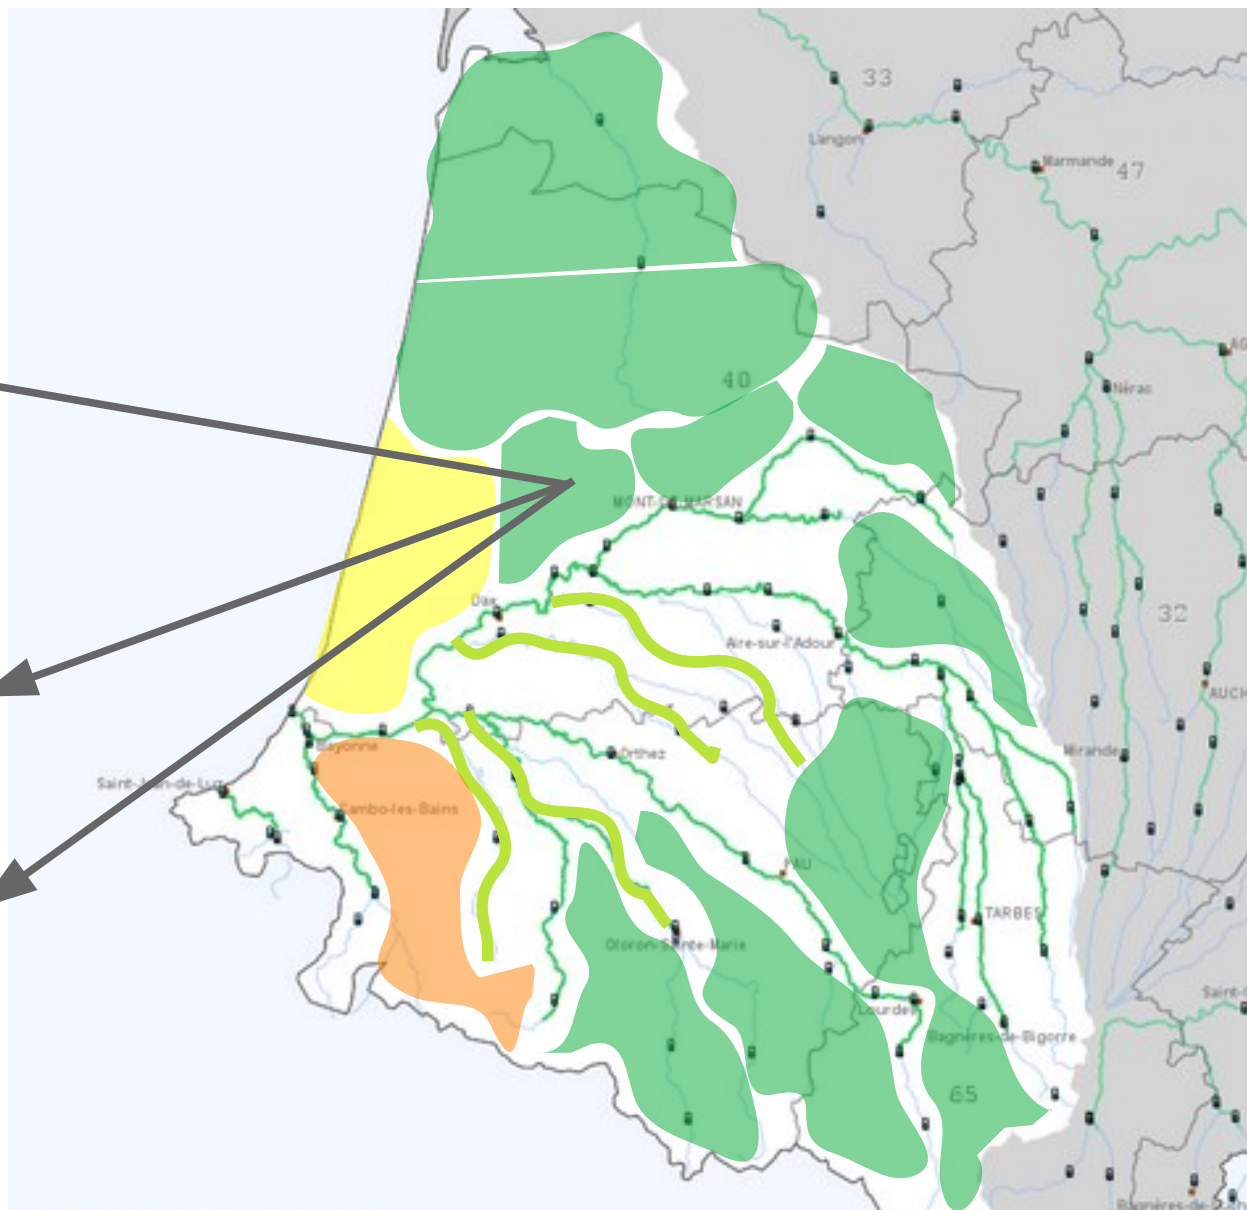 33
Langon
Marmande
47
40
Nérac
MONT-DE-MARSAN
32
Dax
Aire-sur-l'Adour
AUCH
Mirande
Bayonne
Orthez
Saint-Jean-de-Luz
Cambo-les-Bains
PAU
TARBES
Oloron-Sainte-Marie
Lourdes
Bagnères-de-Bigorre
65